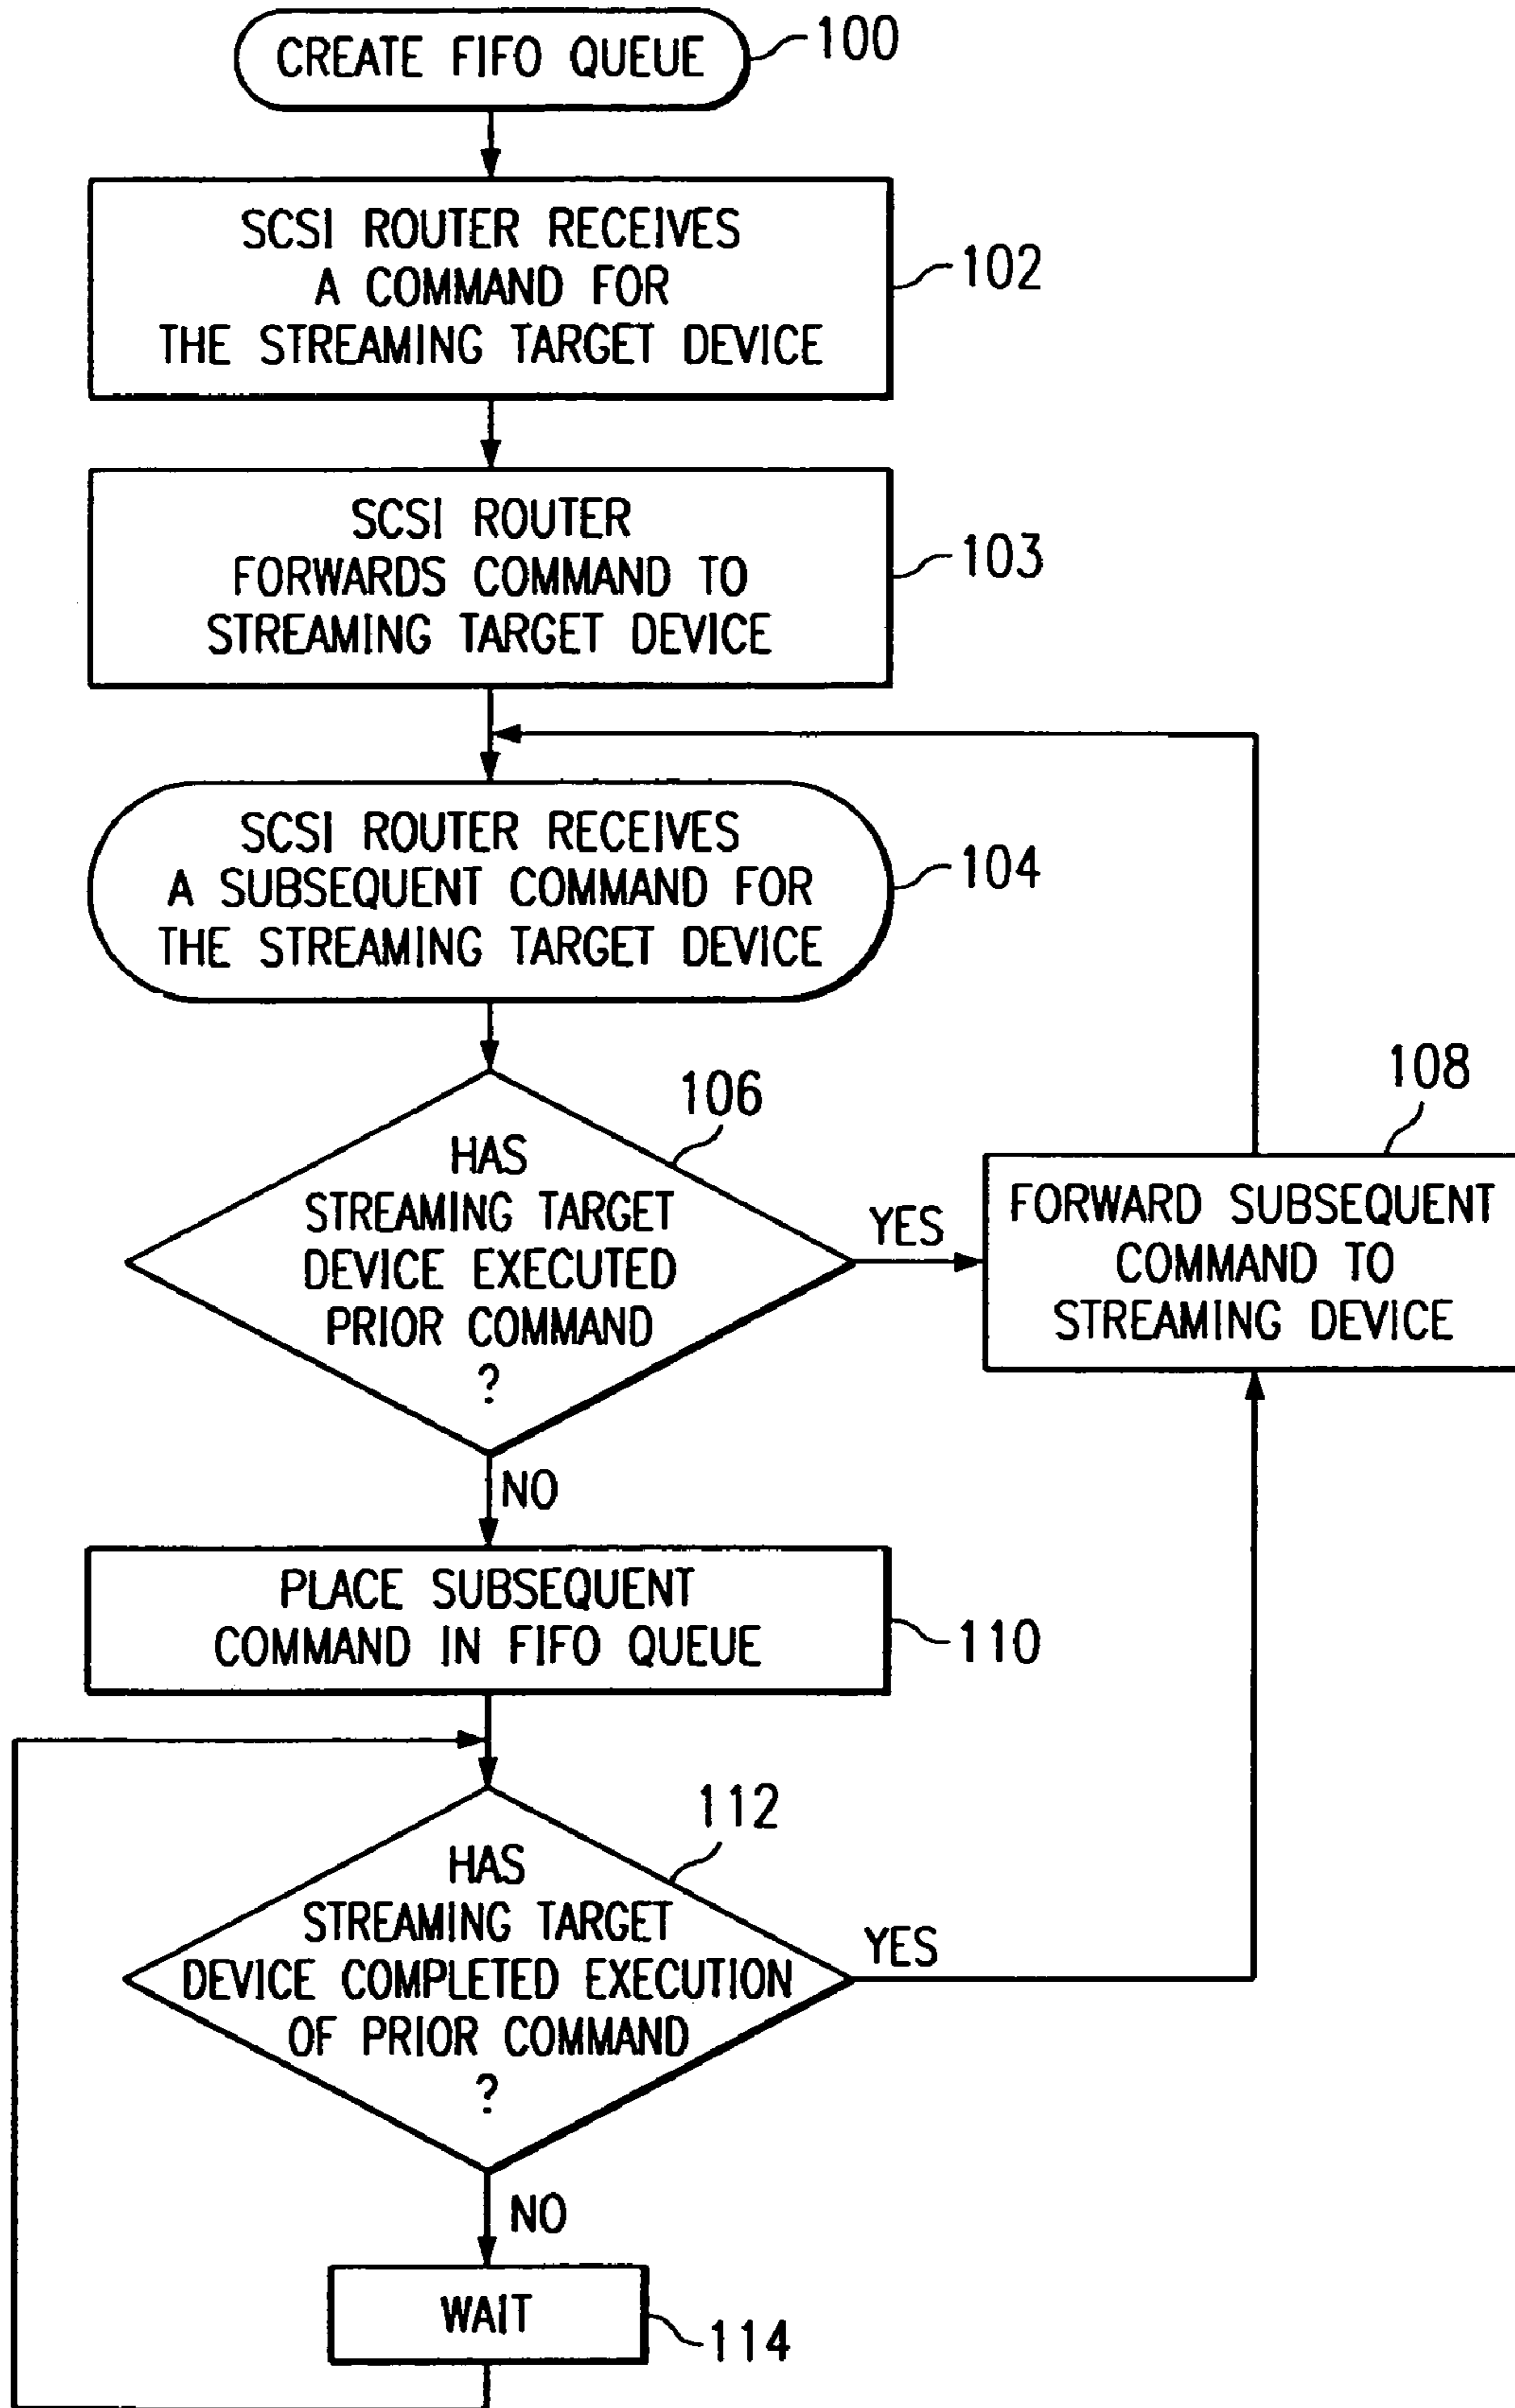 CREATE FIFO QUEUE
100
SCSI ROUTER RECEIVES
A COMMAND FOR
THE STREAMING TARGET DEVICE
102
SCSI ROUTER
FORWARDS COMMAND TO
STREAMING TARGET DEVICE
103
SCSI ROUTER RECEIVES
A SUBSEQUENT COMMAND FOR
THE STREAMING TARGET DEVICE
104
106
HAS
STREAMING TARGET
DEVICE EXECUTED
PRIOR COMMAND
?
YES
108
FORWARD SUBSEQUENT
COMMAND TO
STREAMING DEVICE
NO
PLACE SUBSEQUENT
COMMAND IN FIFO QUEUE
110
112
HAS
STREAMING TARGET
DEVICE COMPLETED EXECUTION
OF PRIOR COMMAND
?
YES
NO
WAIT
114